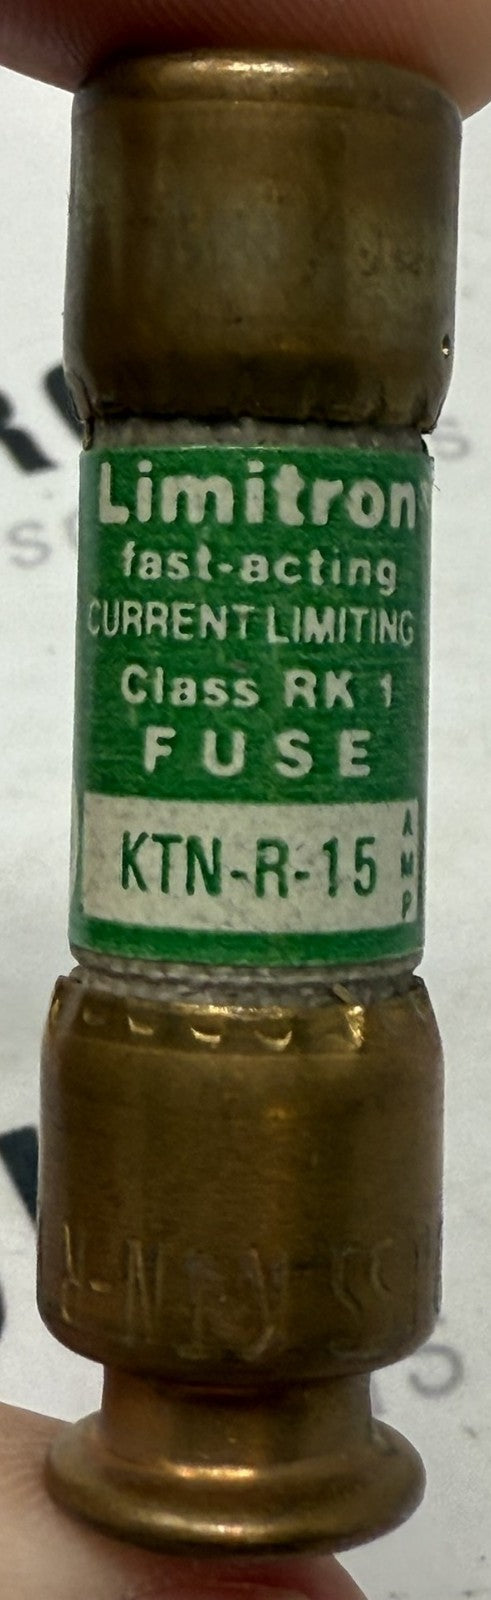 Limitron
fast-acting
CURRENT LIMITING
Class RK 1
FUSE
KTN-R-15
AMP